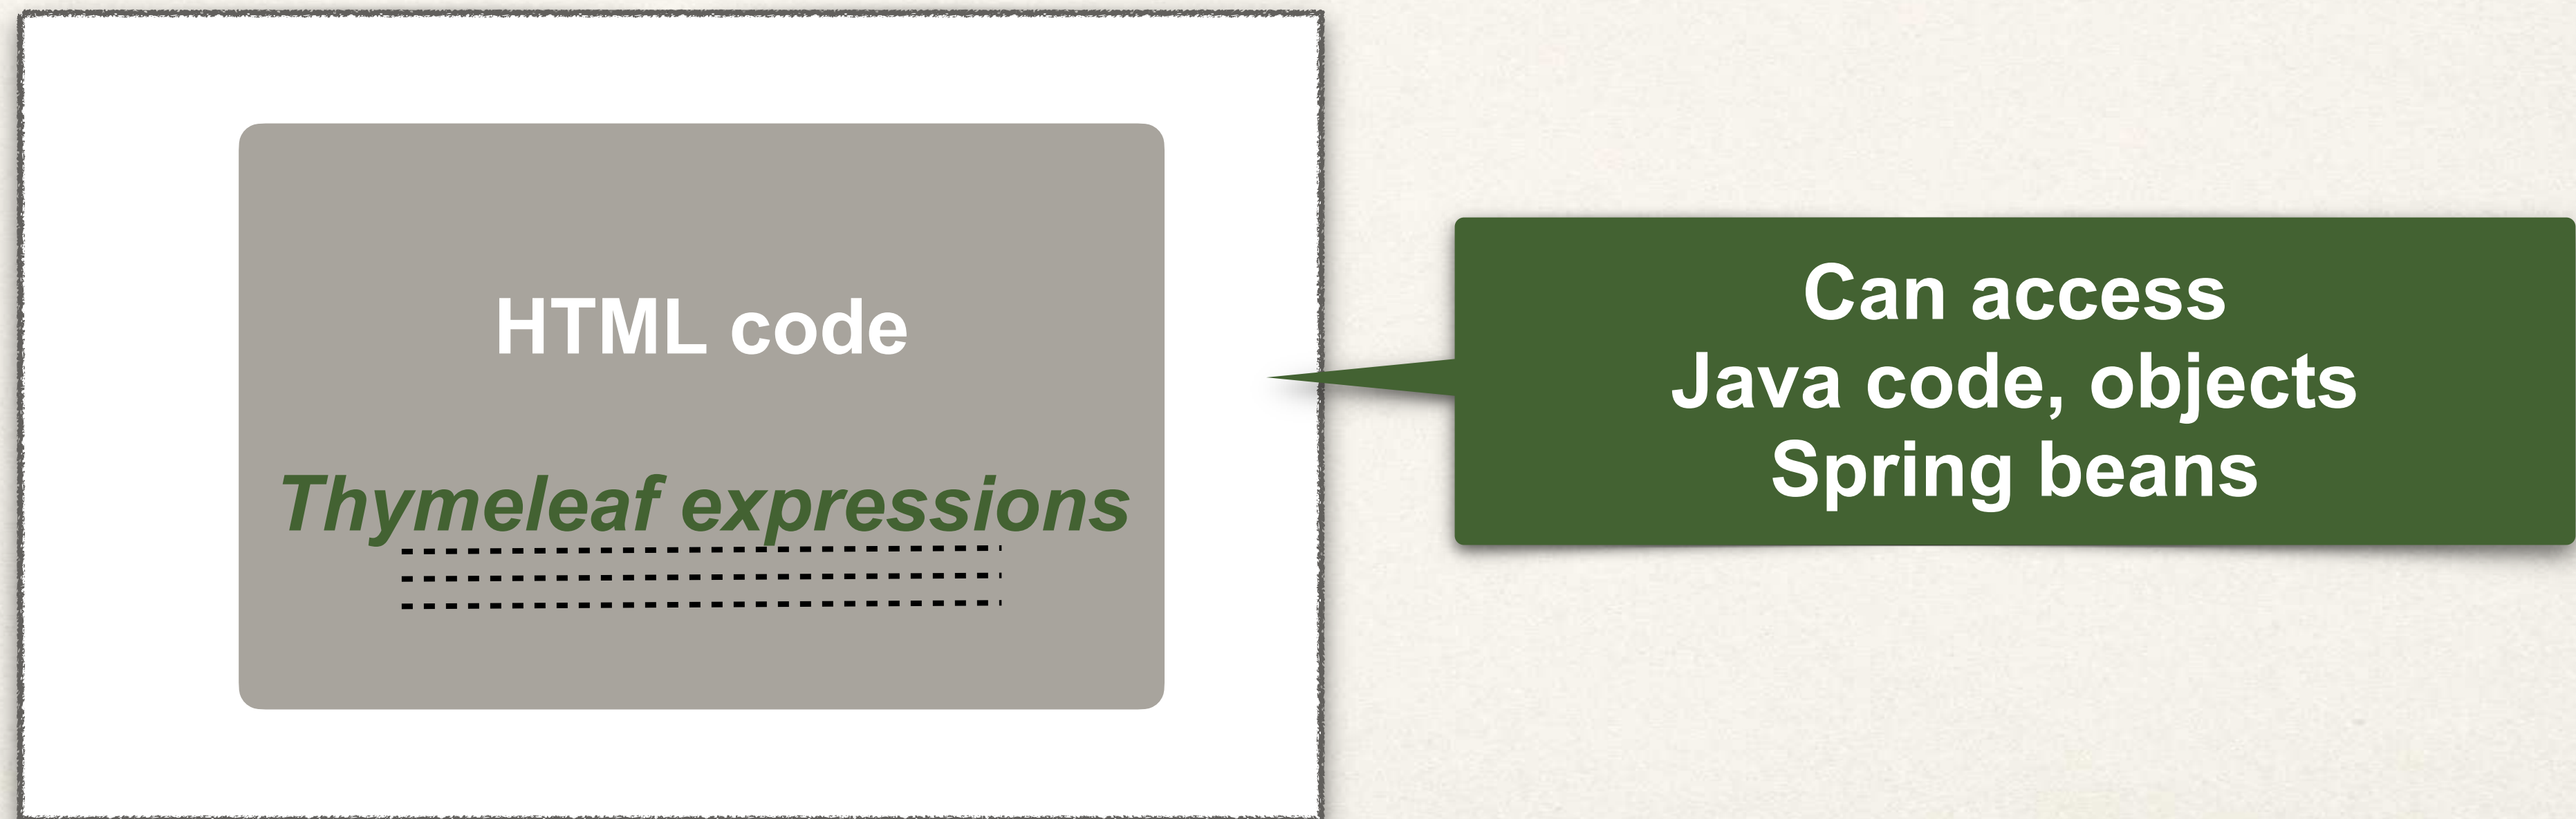 HTML code
Thymeleaf expressions
Can access
Java code, objects
Spring beans